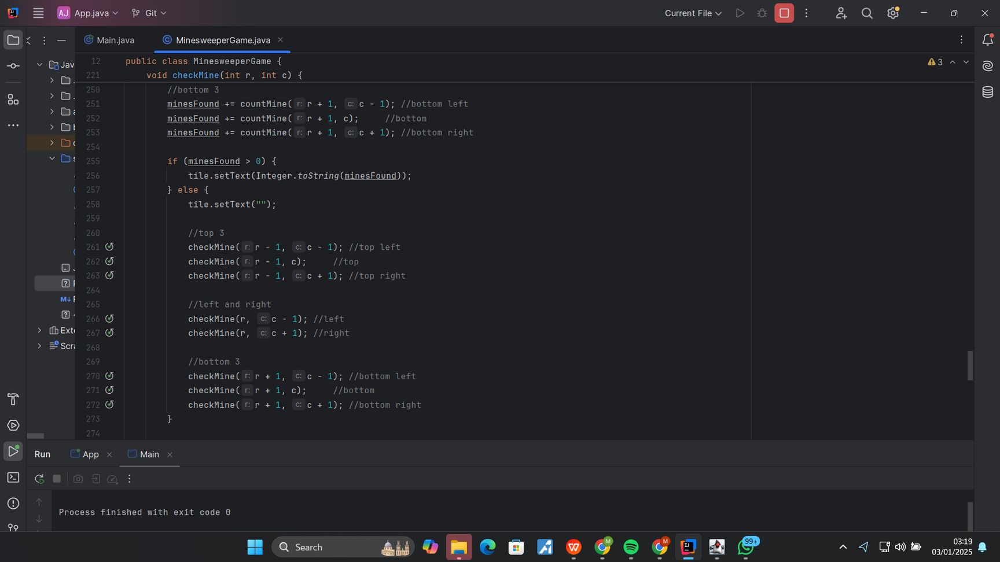 AJ App.java Git Current File
Main.java MinesweeperGame.java
12 public class MinesweeperGame { 3
221 void checkMine(int r, int c) {
250 //bottom 3
251 minesFound += countMine( r: r + 1, c: c - 1); //bottom left
252 minesFound += countMine( r: r + 1, c); //bottom
253 minesFound += countMine( r: r + 1, c: c + 1); //bottom right
254
255 if (minesFound > 0) {
256 tile.setText(Integer.toString(minesFound));
257 } else {
258 tile.setText("");
259
260 //top 3
261 checkMine( r: r - 1, c: c - 1); //top left
262 checkMine( r: r - 1, c); //top
263 checkMine( r: r - 1, c: c + 1); //top right
264
265 //left and right
266 checkMine(r, c: c - 1); //left
267 checkMine(r, c: c + 1); //right
268
269 //bottom 3
270 checkMine( r: r + 1, c: c - 1); //bottom left
271 checkMine( r: r + 1, c); //bottom
272 checkMine( r: r + 1, c: c + 1); //bottom right
273 }
274
Jav
Exte
Scra
Run App Main
Process finished with exit code 0
Search
99+
03:19
03/01/2025